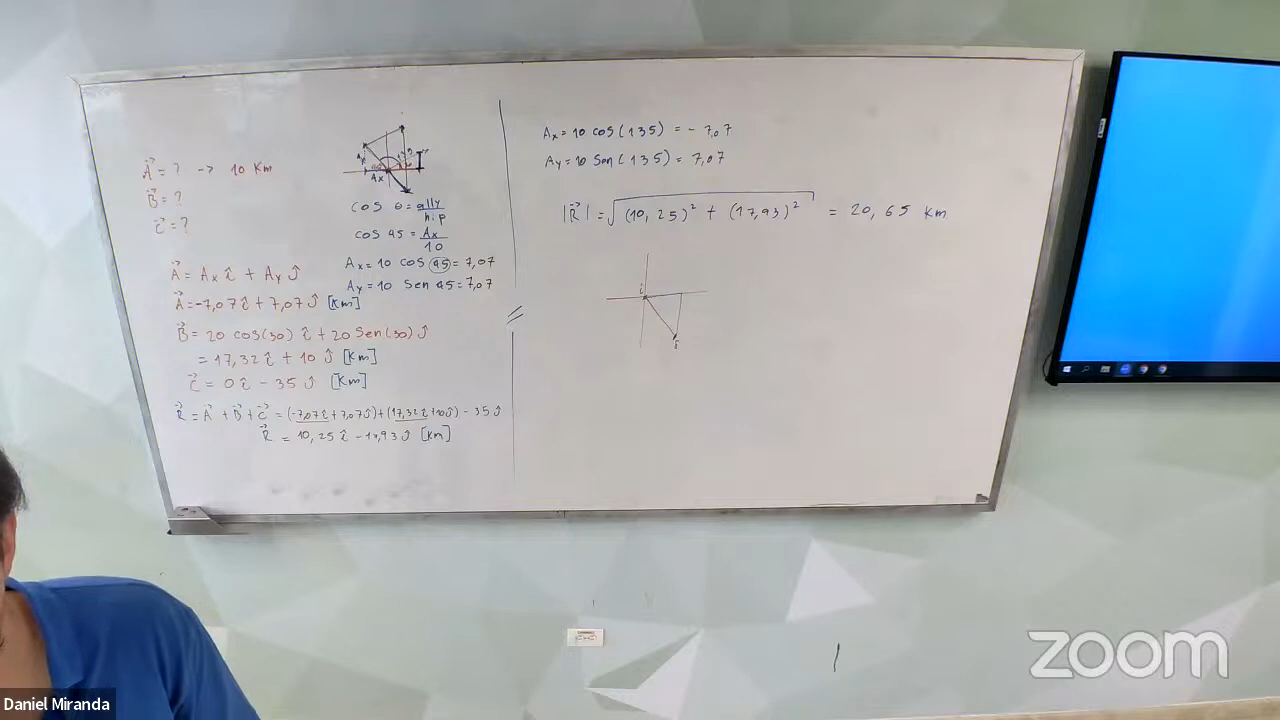 A⃗ = ? -> 10 Km
B⃗ = ?
C⃗ = ?
Ay
Ax
cos θ = ady/hip
cos 45 = Ax/10
Ax = 10 cos 45 = 7,07
Ay = 10 Sen 45 = 7,07
A⃗ = Ax î + Ay ĵ
A⃗ = -7,07 î + 7,07 ĵ [Km]
B⃗ = 20 cos(30) î + 20 Sen(30) ĵ
= 17,32 î + 10 ĵ [Km]
C⃗ = 0 î - 35 ĵ [Km]
R⃗ = A⃗ + B⃗ + C⃗ = (-7,07 î + 7,07 ĵ) + (17,32 î + 10 ĵ) - 35 ĵ
R⃗ = 10,25 î - 17,93 ĵ [Km]
Ax = 10 cos(135) = - 7,07
Ay = 10 Sen(135) = 7,07
|R⃗| = √(10,25)² + (17,93)² = 20,65 Km
zoom
Daniel Miranda